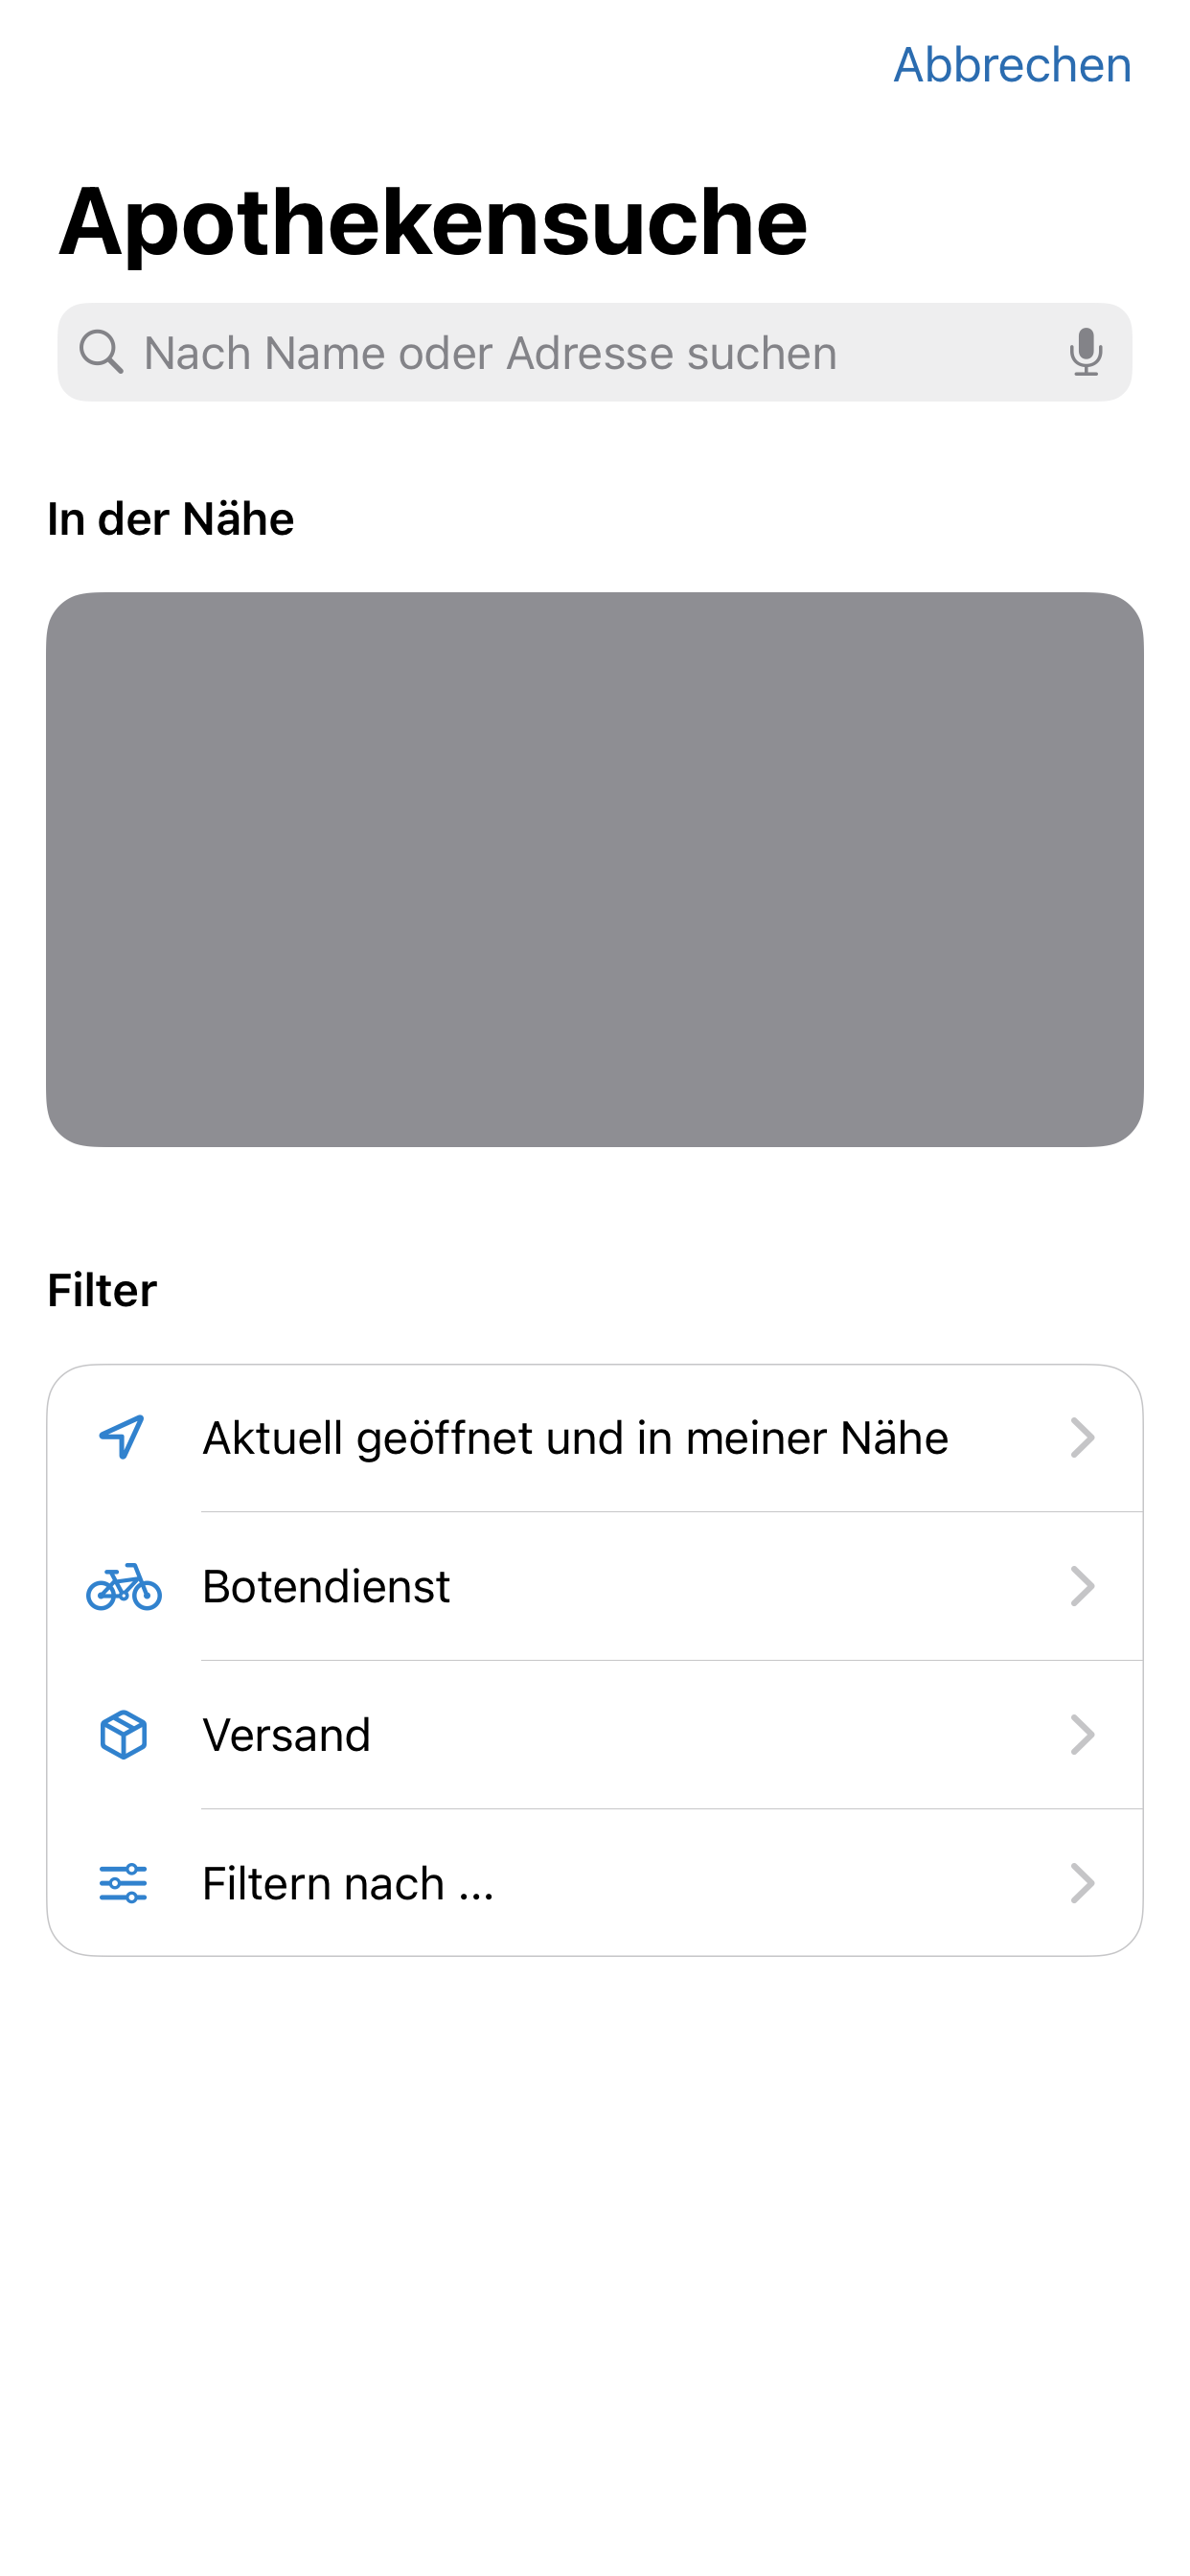 Abbrechen
Apothekensuche
Nach Name oder Adresse suchen
In der Nähe
Filter
Aktuell geöffnet und in meiner Nähe
Botendienst
Versand
Filtern nach ...